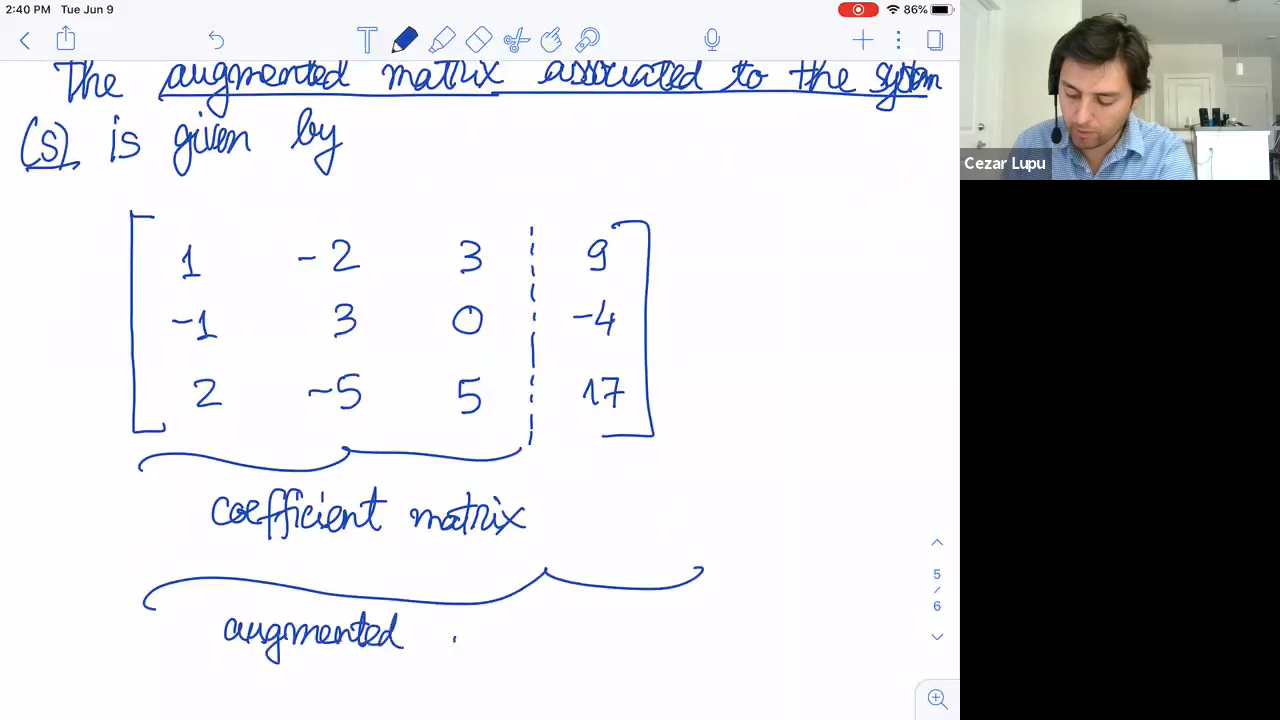 2:40 PM Tue Jun 9 86%
T
The augmented matrix associated to the system
(S) is given by
1 -2 3 9
-1 3 0 -4
2 -5 5 17
coefficient matrix
augmented
5
/
6
Cezar Lupu